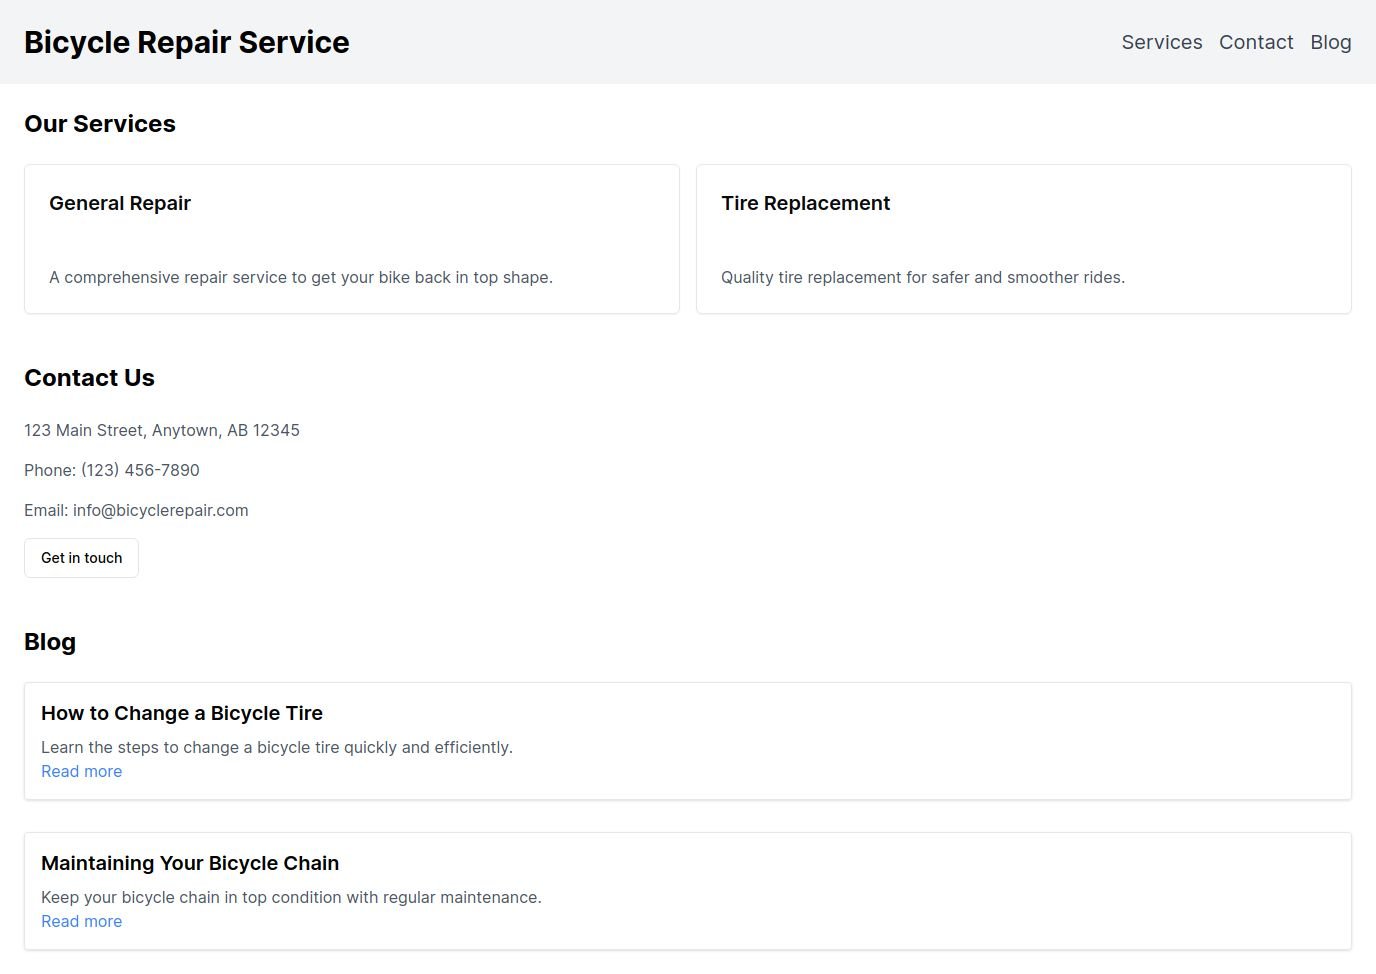 Bicycle Repair Service
Services Contact Blog
Our Services
General Repair
A comprehensive repair service to get your bike back in top shape.
Tire Replacement
Quality tire replacement for safer and smoother rides.
Contact Us
123 Main Street, Anytown, AB 12345
Phone: (123) 456-7890
Email: info@bicyclerepair.com
Get in touch
Blog
How to Change a Bicycle Tire
Learn the steps to change a bicycle tire quickly and efficiently.
Read more
Maintaining Your Bicycle Chain
Keep your bicycle chain in top condition with regular maintenance.
Read more